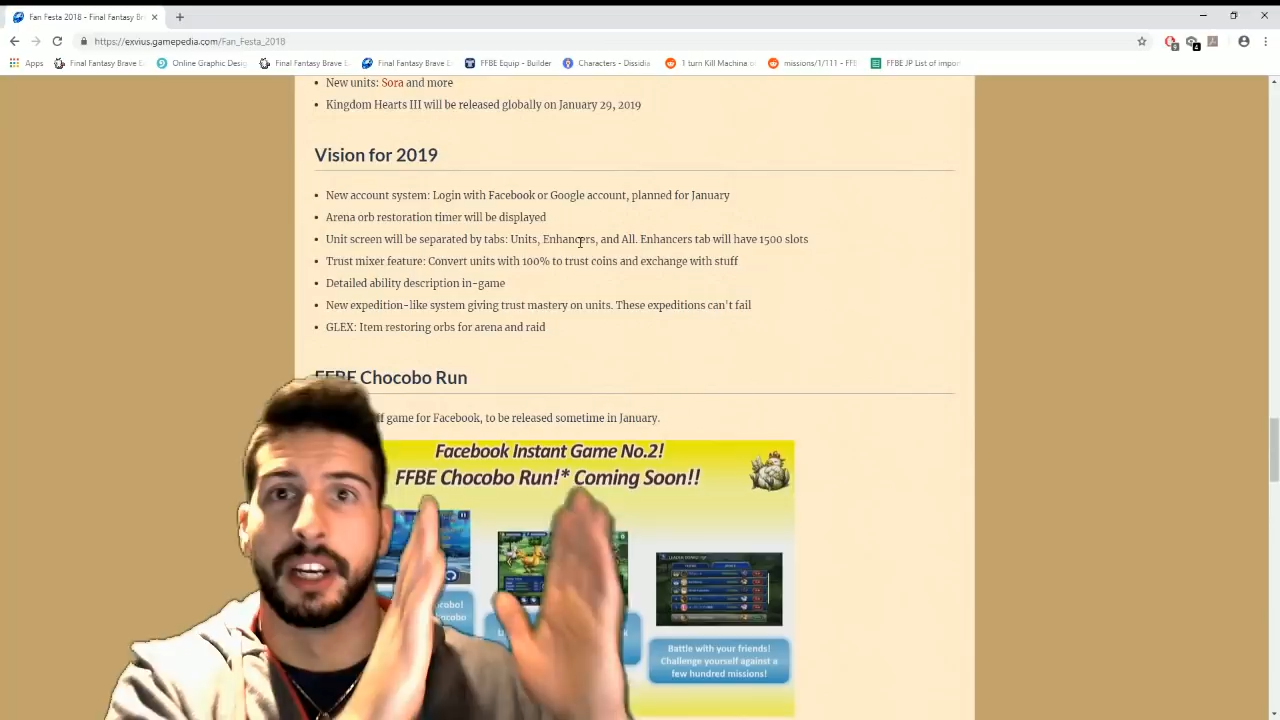 Fan Festa 2018 - Final Fantasy Br
https://exvius.gamepedia.com/Fan_Festa_2018
Apps Final Fantasy Brave E Online Graphic Desig Final Fantasy Brave E Final Fantasy Brave E FFBE Equip - Builder Characters - Dissidia 1 turn Kill Machina o missions/1/111 - FFB FFBE JP List of impor
New units: Sora and more
Kingdom Hearts III will be released globally on January 29, 2019
Vision for 2019
New account system: Login with Facebook or Google account, planned for January
Arena orb restoration timer will be displayed
Unit screen will be separated by tabs: Units, Enhancers, and All. Enhancers tab will have 1500 slots
Trust mixer feature: Convert units with 100% to trust coins and exchange with stuff
Detailed ability description in-game
New expedition-like system giving trust mastery on units. These expeditions can't fail
GLEX: Item restoring orbs for arena and raid
FFBE Chocobo Run
game for Facebook, to be released sometime in January.
Facebook Instant Game No.2!
FFBE Chocobo Run!* Coming Soon!!
Battle with your friends!
Challenge yourself against a
few hundred missions!